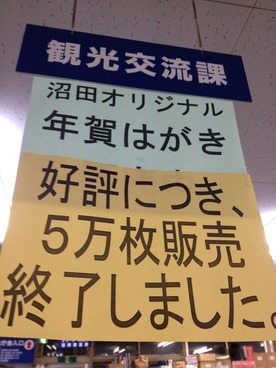 観光交流課
沼田オリジナル
年賀はがき
好評につき、
5万枚販売
終了しました。